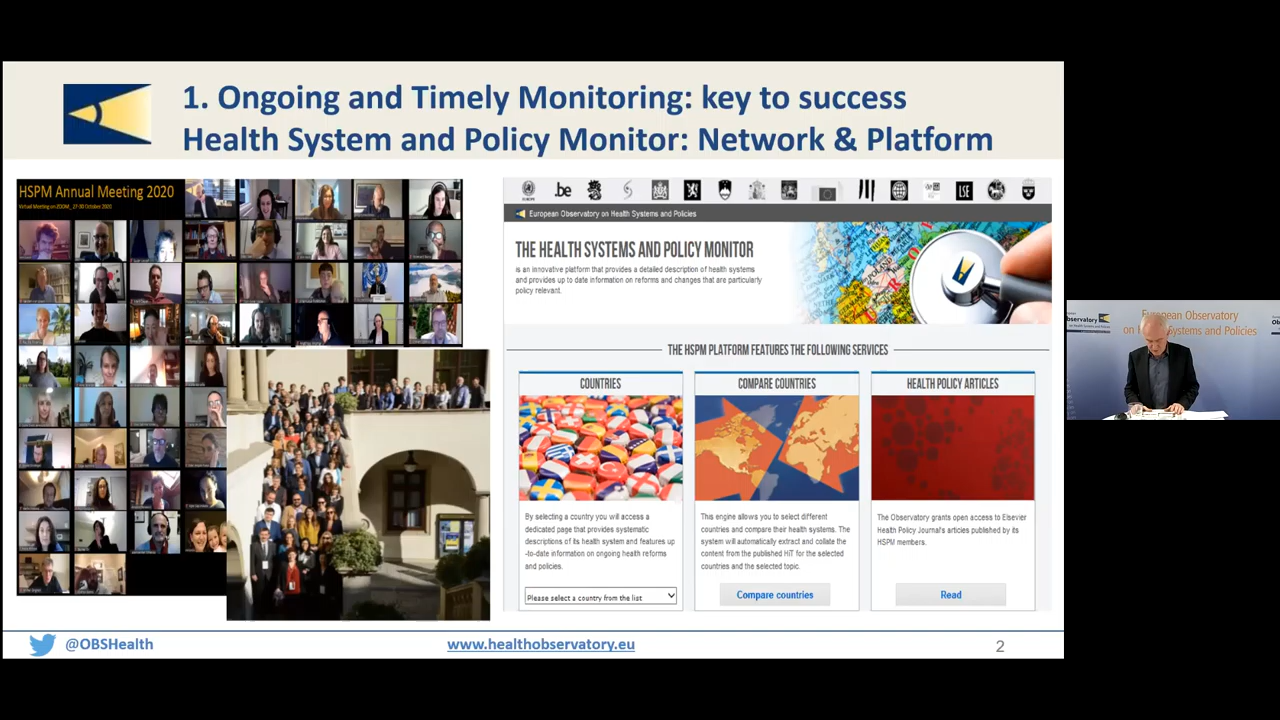 1. Ongoing and Timely Monitoring: key to success
Health System and Policy Monitor: Network & Platform
HSPM Annual Meeting 2020
Virtual Meeting on ZOOM_ 27-30 October 2020
.be
LSE
European Observatory on Health Systems and Policies
THE HEALTH SYSTEMS AND POLICY MONITOR
is an innovative platform that provides a detailed description of health systems
and provides up to date information on reforms and changes that are particularly
policy relevant.
THE HSPM PLATFORM FEATURES THE FOLLOWING SERVICES
COUNTRIES
By selecting a country you will access a
dedicated page that provides systematic
descriptions of its health system and features up
-to-date information on ongoing health reforms
and policies.
Please select a country from the list
COMPARE COUNTRIES
This engine allows you to select different
countries and compare their health systems. The
system will automatically extract and collate the
content from the published HiT for the selected
countries and the selected topic.
Compare countries
HEALTH POLICY ARTICLES
The Observatory grants open access to Elsevier
Health Policy Journal's articles published by its
HSPM members.
Read
@OBSHealth
www.healthobservatory.eu
2
European Observatory
on Health Systems and Policies